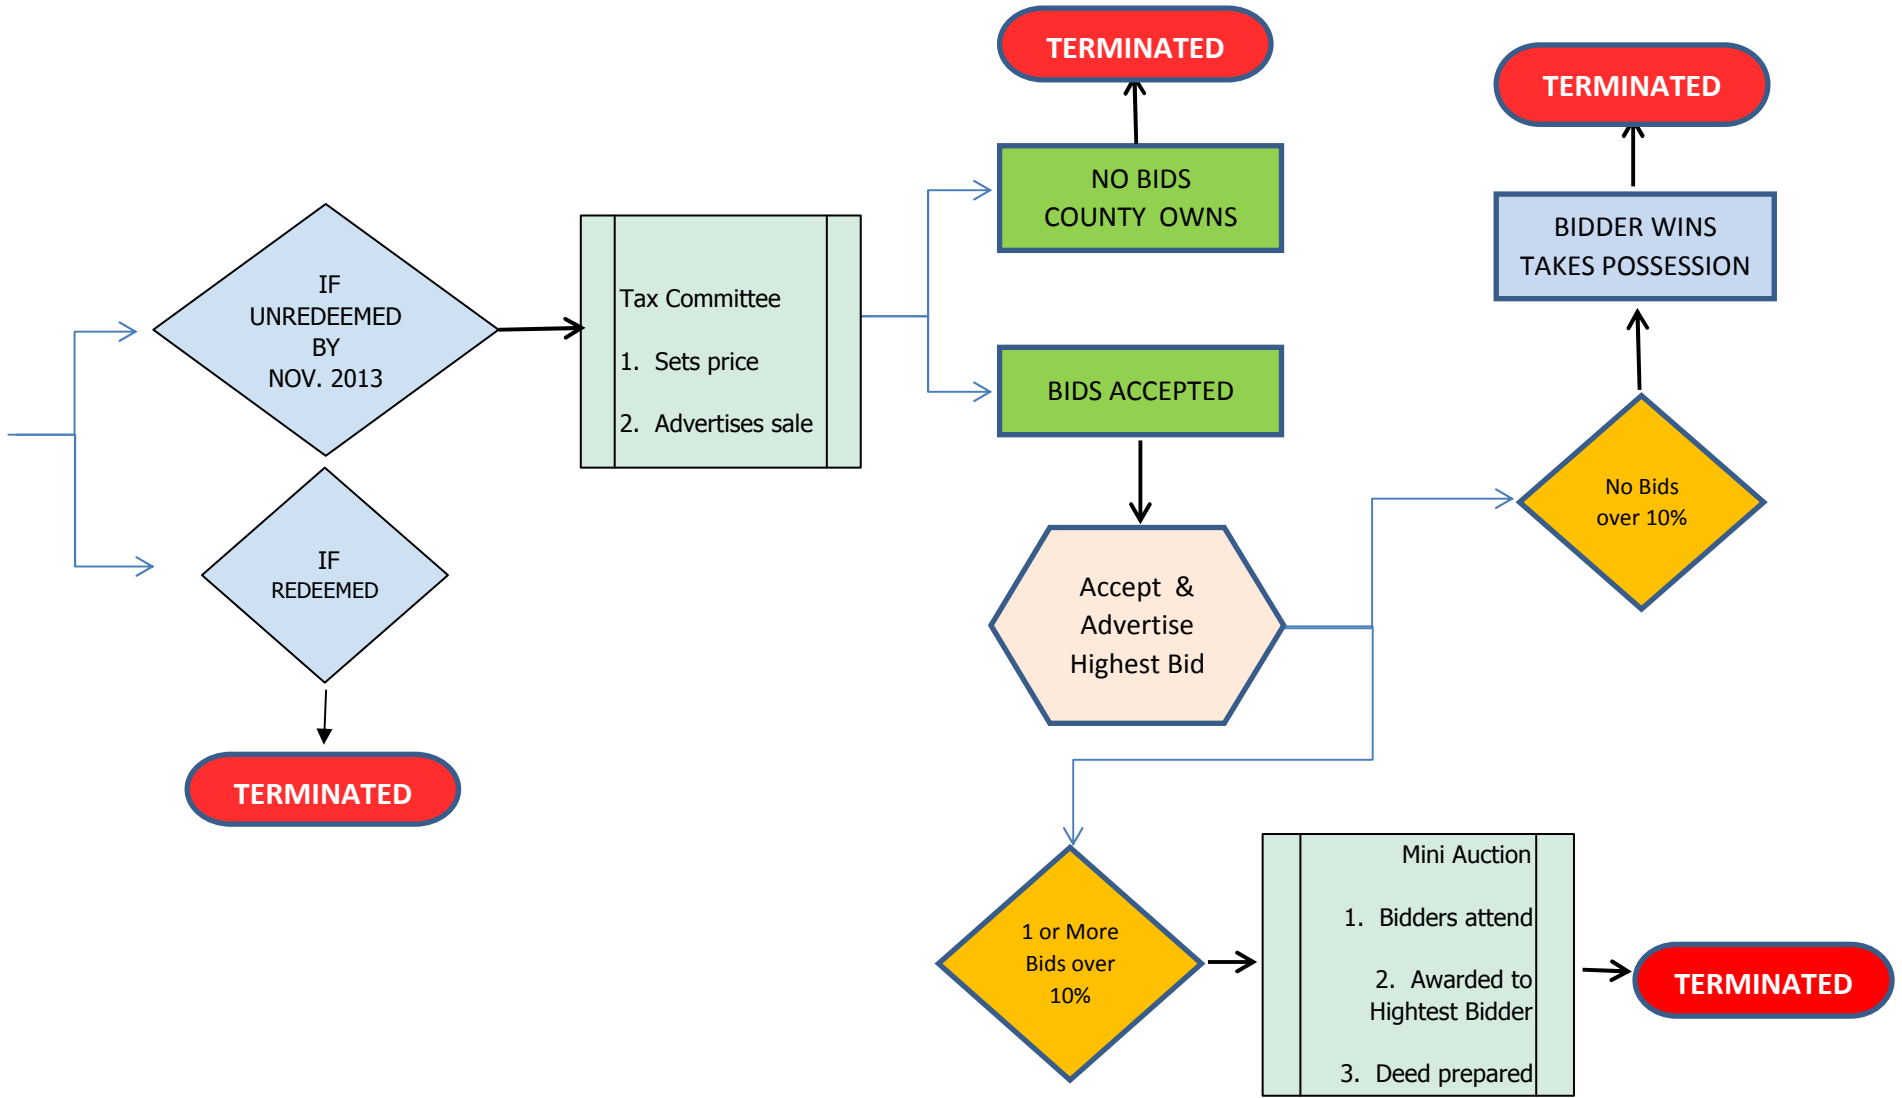 TERMINATED
TERMINATED
NO BIDS
COUNTY OWNS
BIDDER WINS
TAKES POSSESSION
IF
UNREDEEMED
BY
NOV. 2013
Tax Committee
1. Sets price
2. Advertises sale
BIDS ACCEPTED
No Bids
over 10%
IF
REDEEMED
Accept &
Advertise
Highest Bid
TERMINATED
1 or More
Bids over
10%
Mini Auction
1. Bidders attend
2. Awarded to
Hightest Bidder
3. Deed prepared
TERMINATED